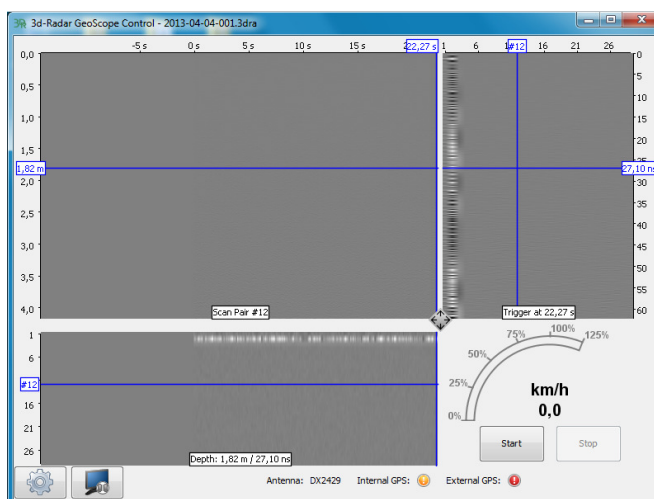 3d-Radar GeoScope Control - 2013-04-04-001.3dra
-5 s 0 s 5 s 10 s 15 s 22,27 s 1 6 #12 16 21 26
0,0 0
0,5 5
10
1,0 15
1,5 20
25
1,82 m 27,10 ns
2,0 30
35
2,5 40
3,0 45
50
3,5 55
4,0 60
Scan Pair #12 Trigger at 22,27 s
1
6
#12
16
21
26
0% 25% 50% 75% 100% 125%
km/h
0,0
Start Stop
Depth: 1,82 m / 27,10 ns
Antenna: DX2429 Internal GPS: External GPS: